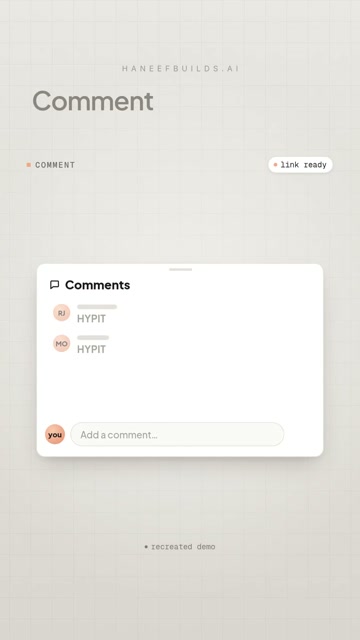 HANEEFBUILDS.AI
Comment
COMMENT
link ready
Comments
RJ
HYPIT
MO
HYPIT
you
Add a comment...
recreated demo